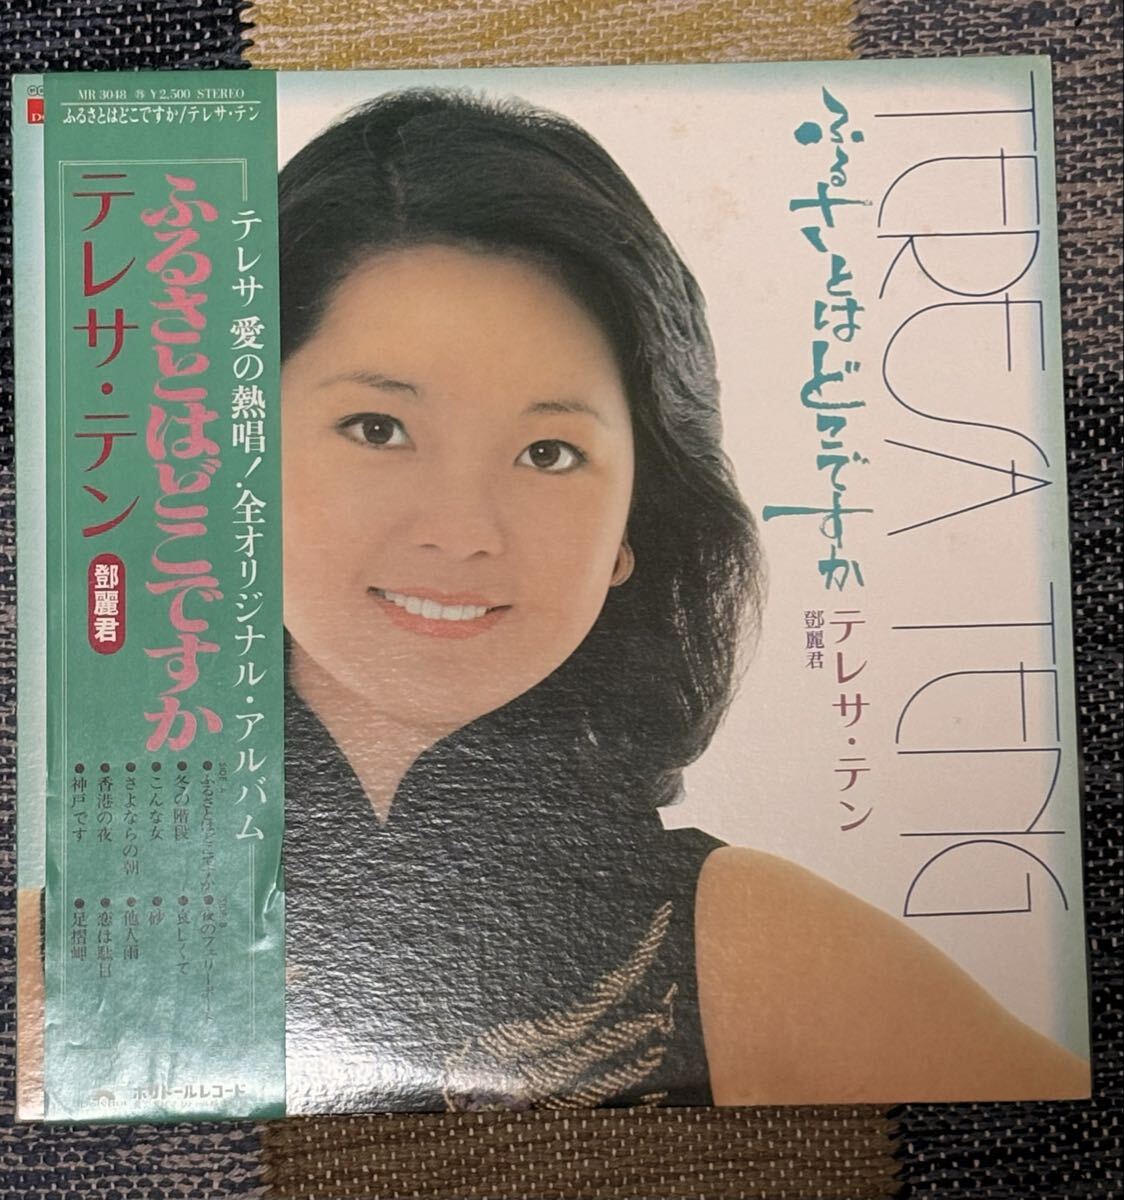 MR 3048 ¥2,500 STEREO
ふるさとはどこですか/テレサ・テン
テレサ 愛の熱唱!全オリジナル・アルバム
ふるさとはどこですか
テレサ・テン
鄧麗君
SIDE A
●ふるさとはどこですか
●冬の階段
●こんな女
●さよならの朝
●香港の夜
●神戸です
SIDE B
●夜のフェリーボート
●哀しくて
●砂
●他人雨
●恋は駄目
●足摺岬
ポリドールレコード
TERESA TENG
ふるさとはどこですか
テレサ・テン
鄧麗君